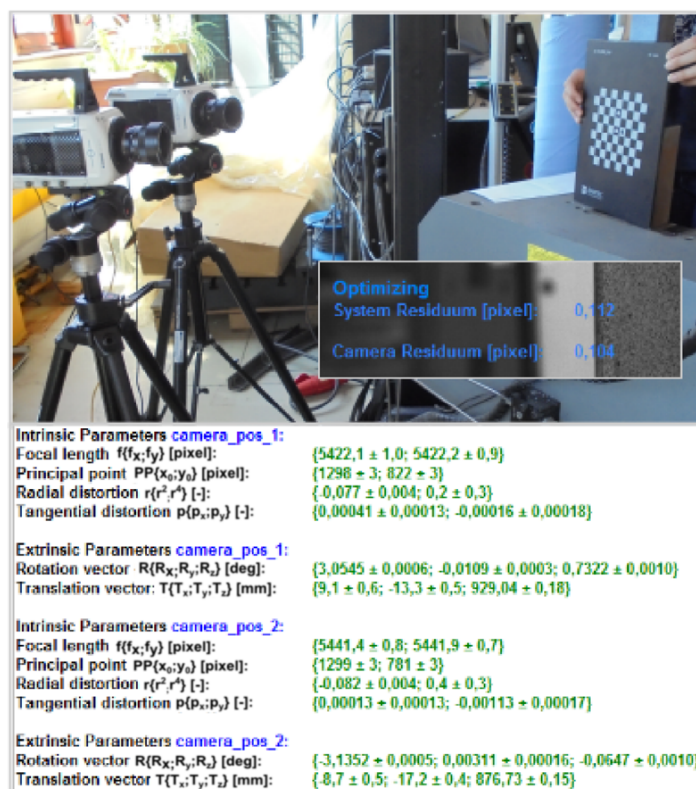 Optimizing
System Residuum [pixel]: 0,112
Camera Residuum [pixel]: 0,104
Intrinsic Parameters camera_pos_1:
Focal length f{fx;fy} [pixel]: {5422,1 ± 1,0; 5422,2 ± 0,9}
Principal point PP{x₀;y₀} [pixel]: {1298 ± 3; 822 ± 3}
Radial distortion r{r²;r⁴} [-]: {-0,077 ± 0,004; 0,2 ± 0,3}
Tangential distortion p{pₓ;pᵧ} [-]: {0,00041 ± 0,00013; -0,00016 ± 0,00018}
Extrinsic Parameters camera_pos_1:
Rotation vector R{Rx;Ry;Rz} [deg]: {3,0545 ± 0,0006; -0,0109 ± 0,0003; 0,7322 ± 0,0010}
Translation vector: T{Tx;Ty;Tz} [mm]: {9,1 ± 0,6; -13,3 ± 0,5; 929,04 ± 0,18}
Intrinsic Parameters camera_pos_2:
Focal length f{fx;fy} [pixel]: {5441,4 ± 0,8; 5441,9 ± 0,7}
Principal point PP{x₀;y₀} [pixel]: {1299 ± 3; 781 ± 3}
Radial distortion r{r²;r⁴} [-]: {-0,082 ± 0,004; 0,4 ± 0,3}
Tangential distortion p{pₓ;pᵧ} [-]: {0,00013 ± 0,00013; -0,00113 ± 0,00017}
Extrinsic Parameters camera_pos_2:
Rotation vector R{Rx;Ry;Rz} [deg]: {-3,1352 ± 0,0005; 0,00311 ± 0,00016; -0,0647 ± 0,0010}
Translation vector T{Tx;Ty;Tz} [mm]: {-8,7 ± 0,5; -17,2 ± 0,4; 876,73 ± 0,15}